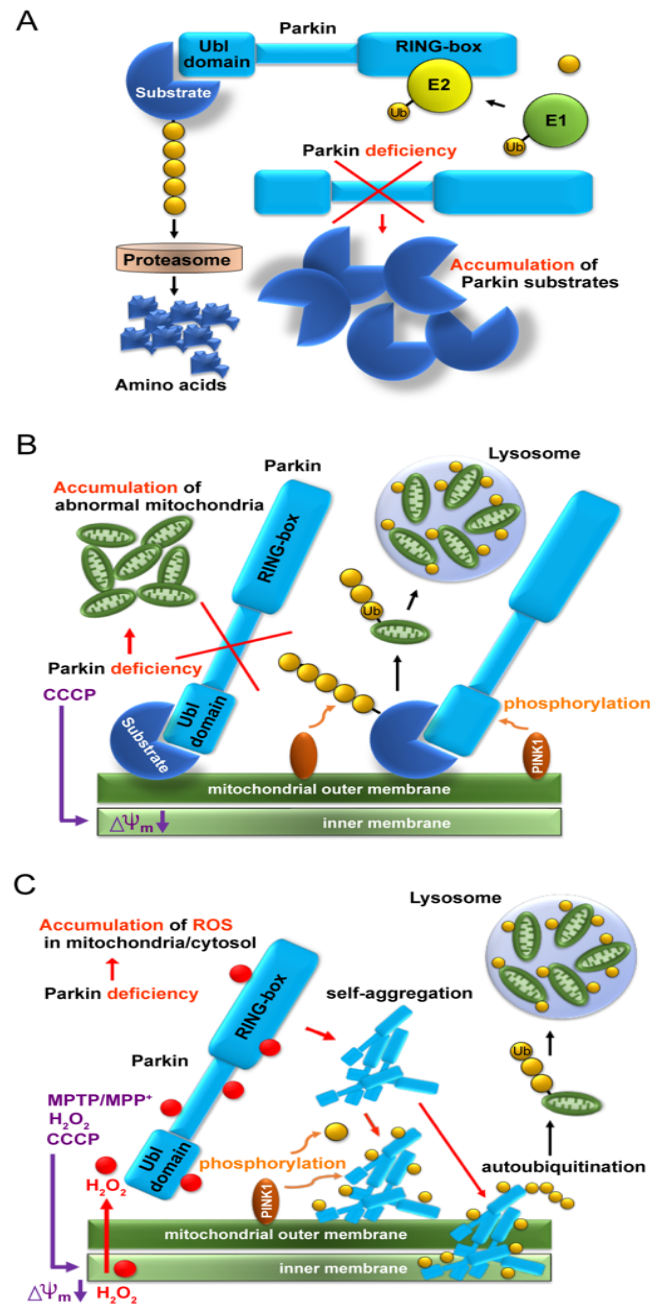 A
Parkin
Ubl
domain
RING-box
Substrate
E2
Ub
E1
Ub
Parkin deficiency
Proteasome
Accumulation of
Parkin substrates
Amino acids
B
Parkin
Lysosome
Accumulation of
abnormal mitochondria
RING-box
Ub
Parkin deficiency
CCCP
Ubl
domain
phosphorylation
Substrate
PINK1
mitochondrial outer membrane
△Ψm
inner membrane
C
Lysosome
Accumulation of ROS
in mitochondria/cytosol
Parkin deficiency
RING-box
self-aggregation
Parkin
Ub
MPTP/MPP⁺
H₂O₂
CCCP
Ubl
domain
phosphorylation
autoubiquitination
H₂O₂
PINK1
mitochondrial outer membrane
inner membrane
△Ψm
H₂O₂